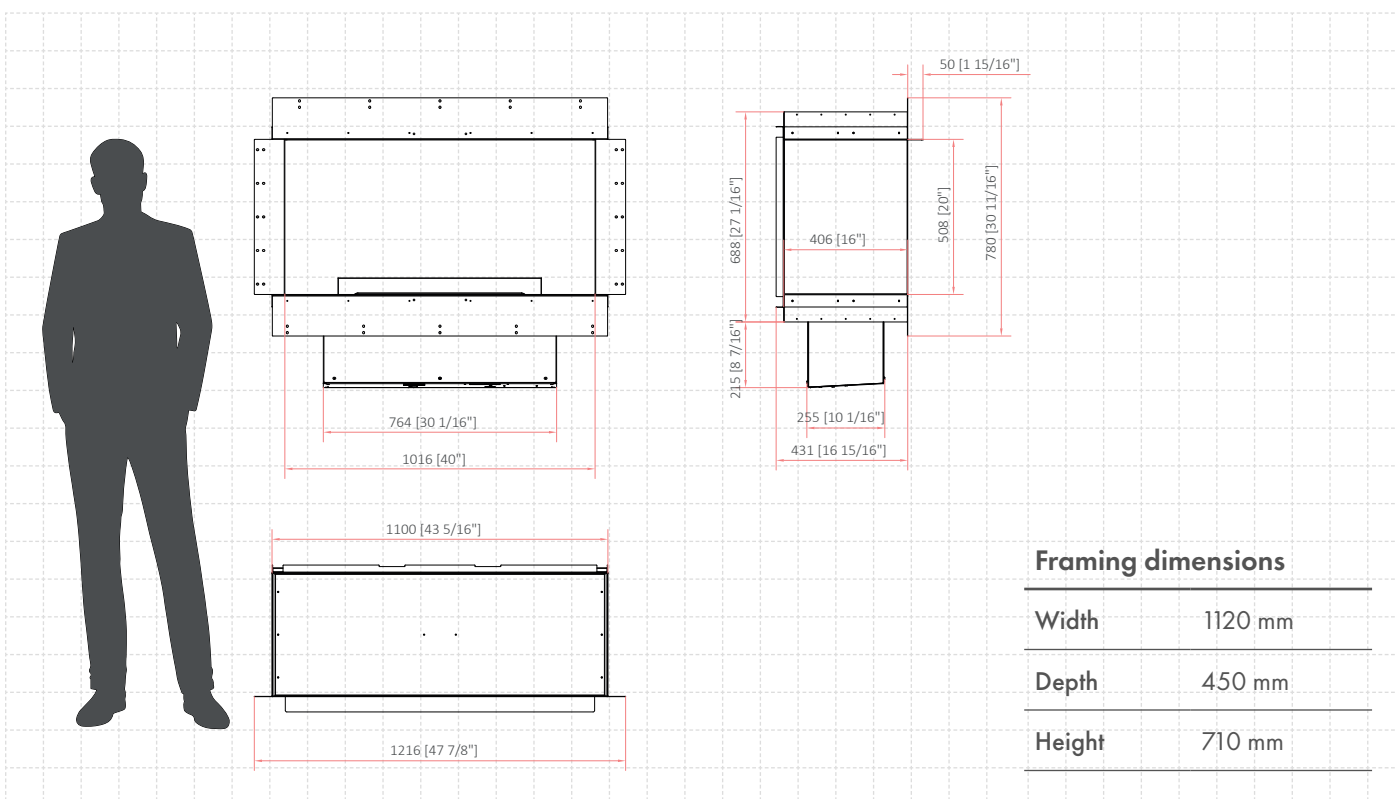 50 [1 15/16"]
688 [27 1/16"]
406 [16"]
508 [20"]
780 [30 11/16"]
215 [8 7/16"]
764 [30 1/16"]
255 [10 1/16"]
1016 [40"]
431 [16 15/16"]
1100 [43 5/16"]
1216 [47 7/8"]
Framing dimensions
Width 1120 mm
Depth 450 mm
Height 710 mm